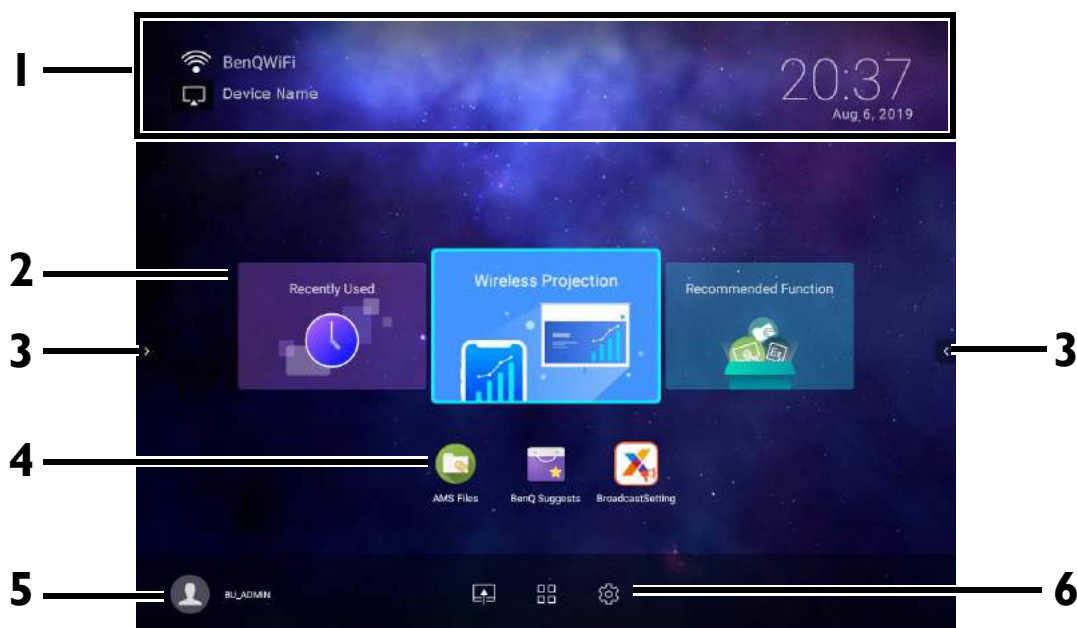 1
BenQWiFi
Device Name
20:37
Aug 6, 2019
2
Recently Used
Wireless Projection
Recommended Function
3
3
4
AMS Files
BenQ Suggests
BroadcastSetting
5
BU_ADMIN
6